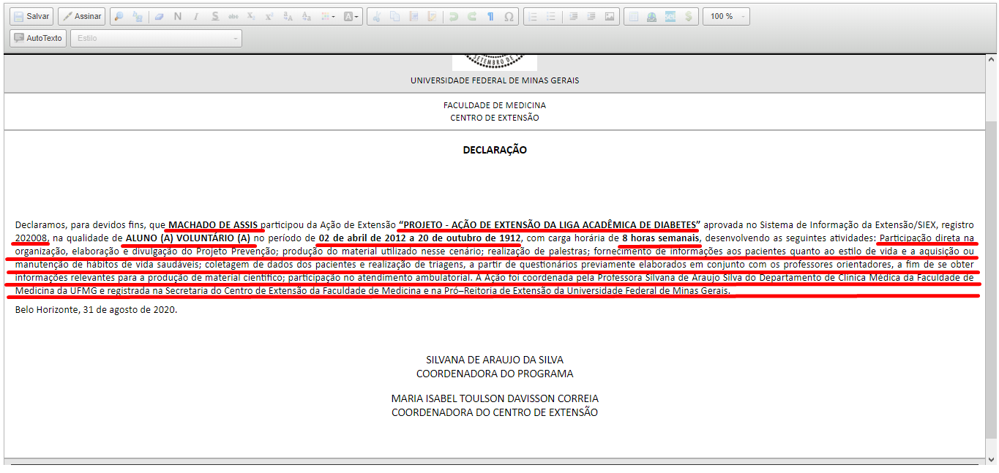 Salvar Assinar N I S abc 100 %
AutoTexto Estilo
SETEMBRO DE
UNIVERSIDADE FEDERAL DE MINAS GERAIS
FACULDADE DE MEDICINA
CENTRO DE EXTENSÃO
DECLARAÇÃO
Declaramos, para devidos fins, que MACHADO DE ASSIS participou da Ação de Extensão “PROJETO - AÇÃO DE EXTENSÃO DA LIGA ACADÊMICA DE DIABETES” aprovada no Sistema de Informação da Extensão/SIEX, registro
202008, na qualidade de ALUNO (A) VOLUNTÁRIO (A) no período de 02 de abril de 2012 a 20 de outubro de 1912, com carga horária de 8 horas semanais, desenvolvendo as seguintes atividades: Participação direta na
organização, elaboração e divulgação do Projeto Prevenção; produção do material utilizado nesse cenário; realização de palestras; fornecimento de informações aos pacientes quanto ao estilo de vida e a aquisição ou
manutenção de hábitos de vida saudáveis; coletagem de dados dos pacientes e realização de triagens, a partir de questionários previamente elaborados em conjunto com os professores orientadores, a fim de se obter
informações relevantes para a produção de material científico; participação no atendimento ambulatorial. A Ação foi coordenada pela Professora Silvana de Araujo Silva do Departamento de Clinica Médica da Faculdade de
Medicina da UFMG e registrada na Secretaria do Centro de Extensão da Faculdade de Medicina e na Pró–Reitoria de Extensão da Universidade Federal de Minas Gerais.
Belo Horizonte, 31 de agosto de 2020.
SILVANA DE ARAUJO DA SILVA
COORDENADORA DO PROGRAMA
MARIA ISABEL TOULSON DAVISSON CORREIA
COORDENADORA DO CENTRO DE EXTENSÃO